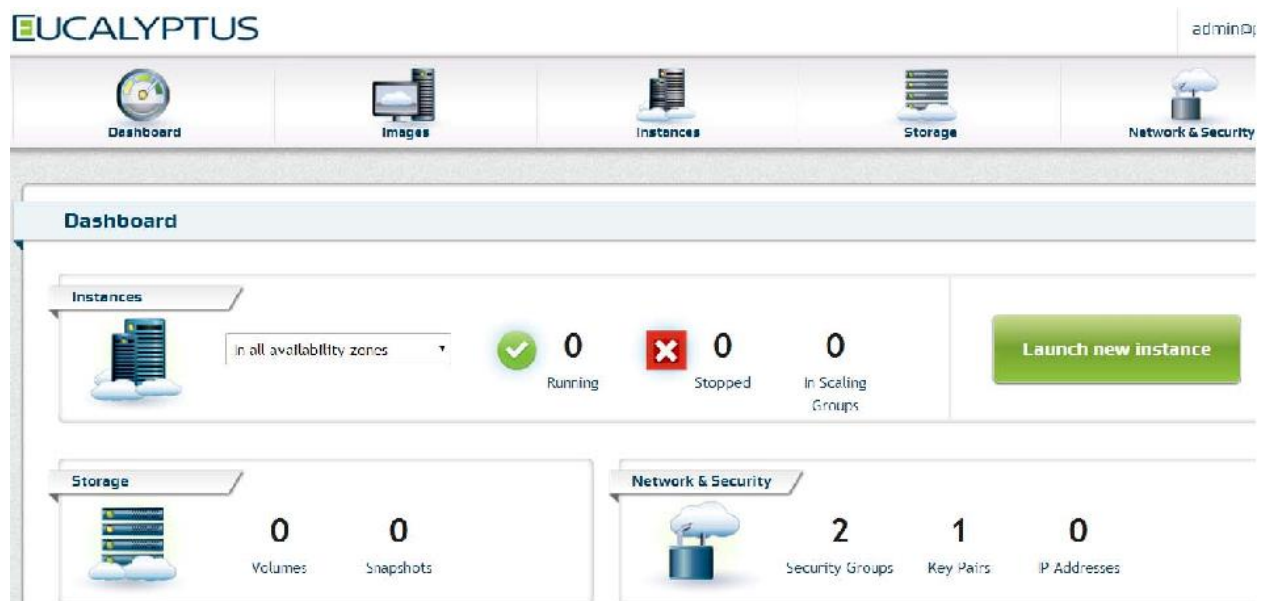 EUCALYPTUS
admin@
Dashboard
Images
Instances
Storage
Network & Security
Dashboard
Instances
In all availability zones
0
Running
0
Stopped
0
In Scaling
Groups
Launch new instance
Storage
0
Volumes
0
Snapshots
Network & Security
2
Security Groups
1
Key Pairs
0
IP Addresses